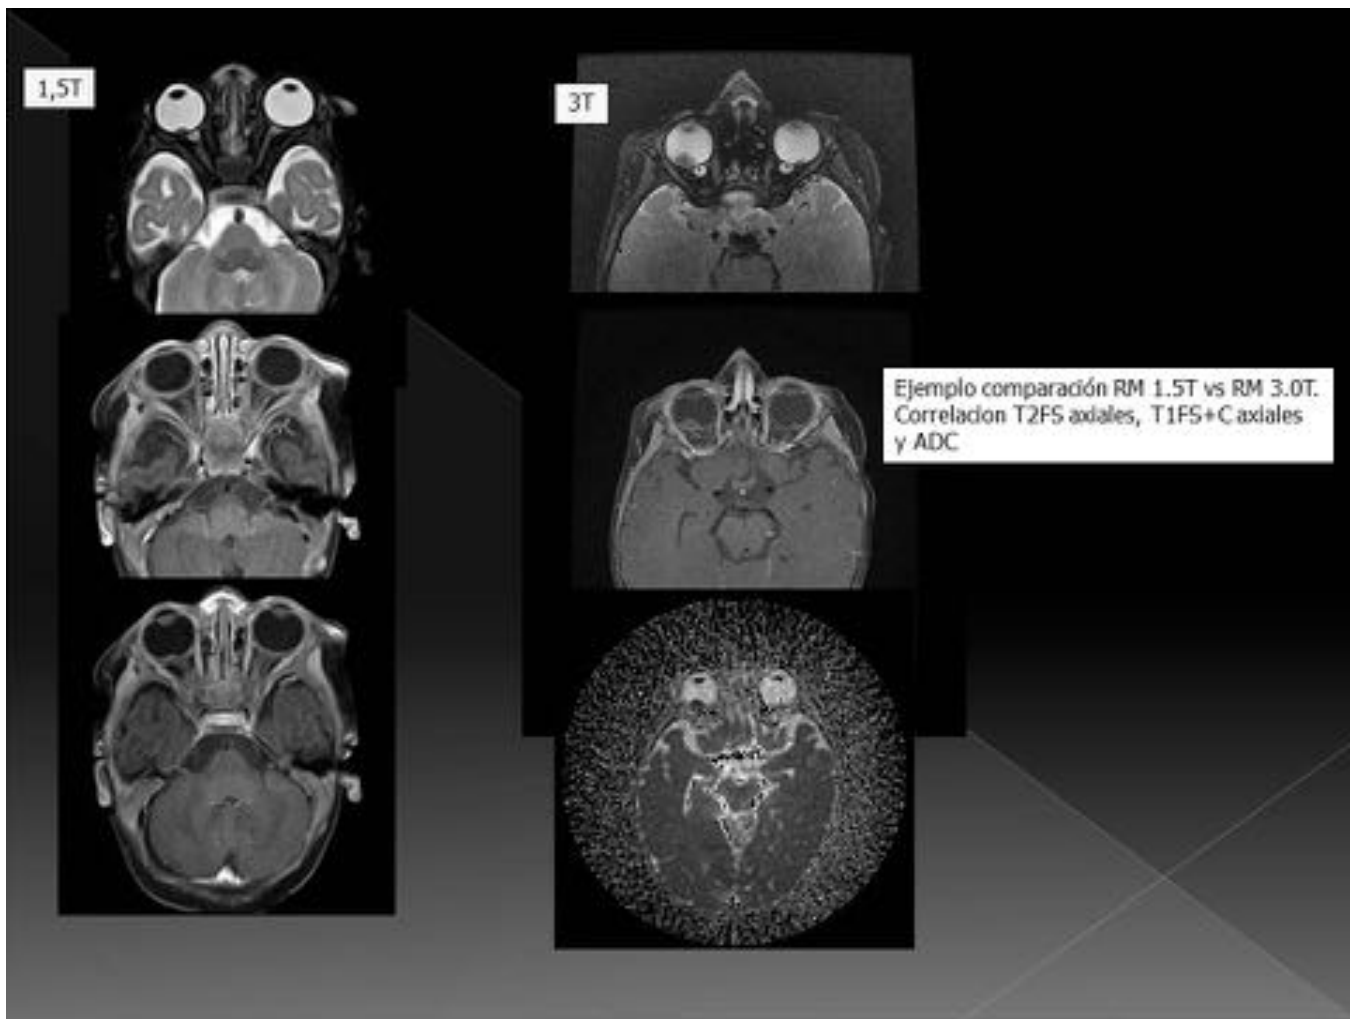 1,5T
3T
Ejemplo comparación RM 1.5T vs RM 3.0T.
Correlacion T2FS axiales, T1FS+C axiales
y ADC